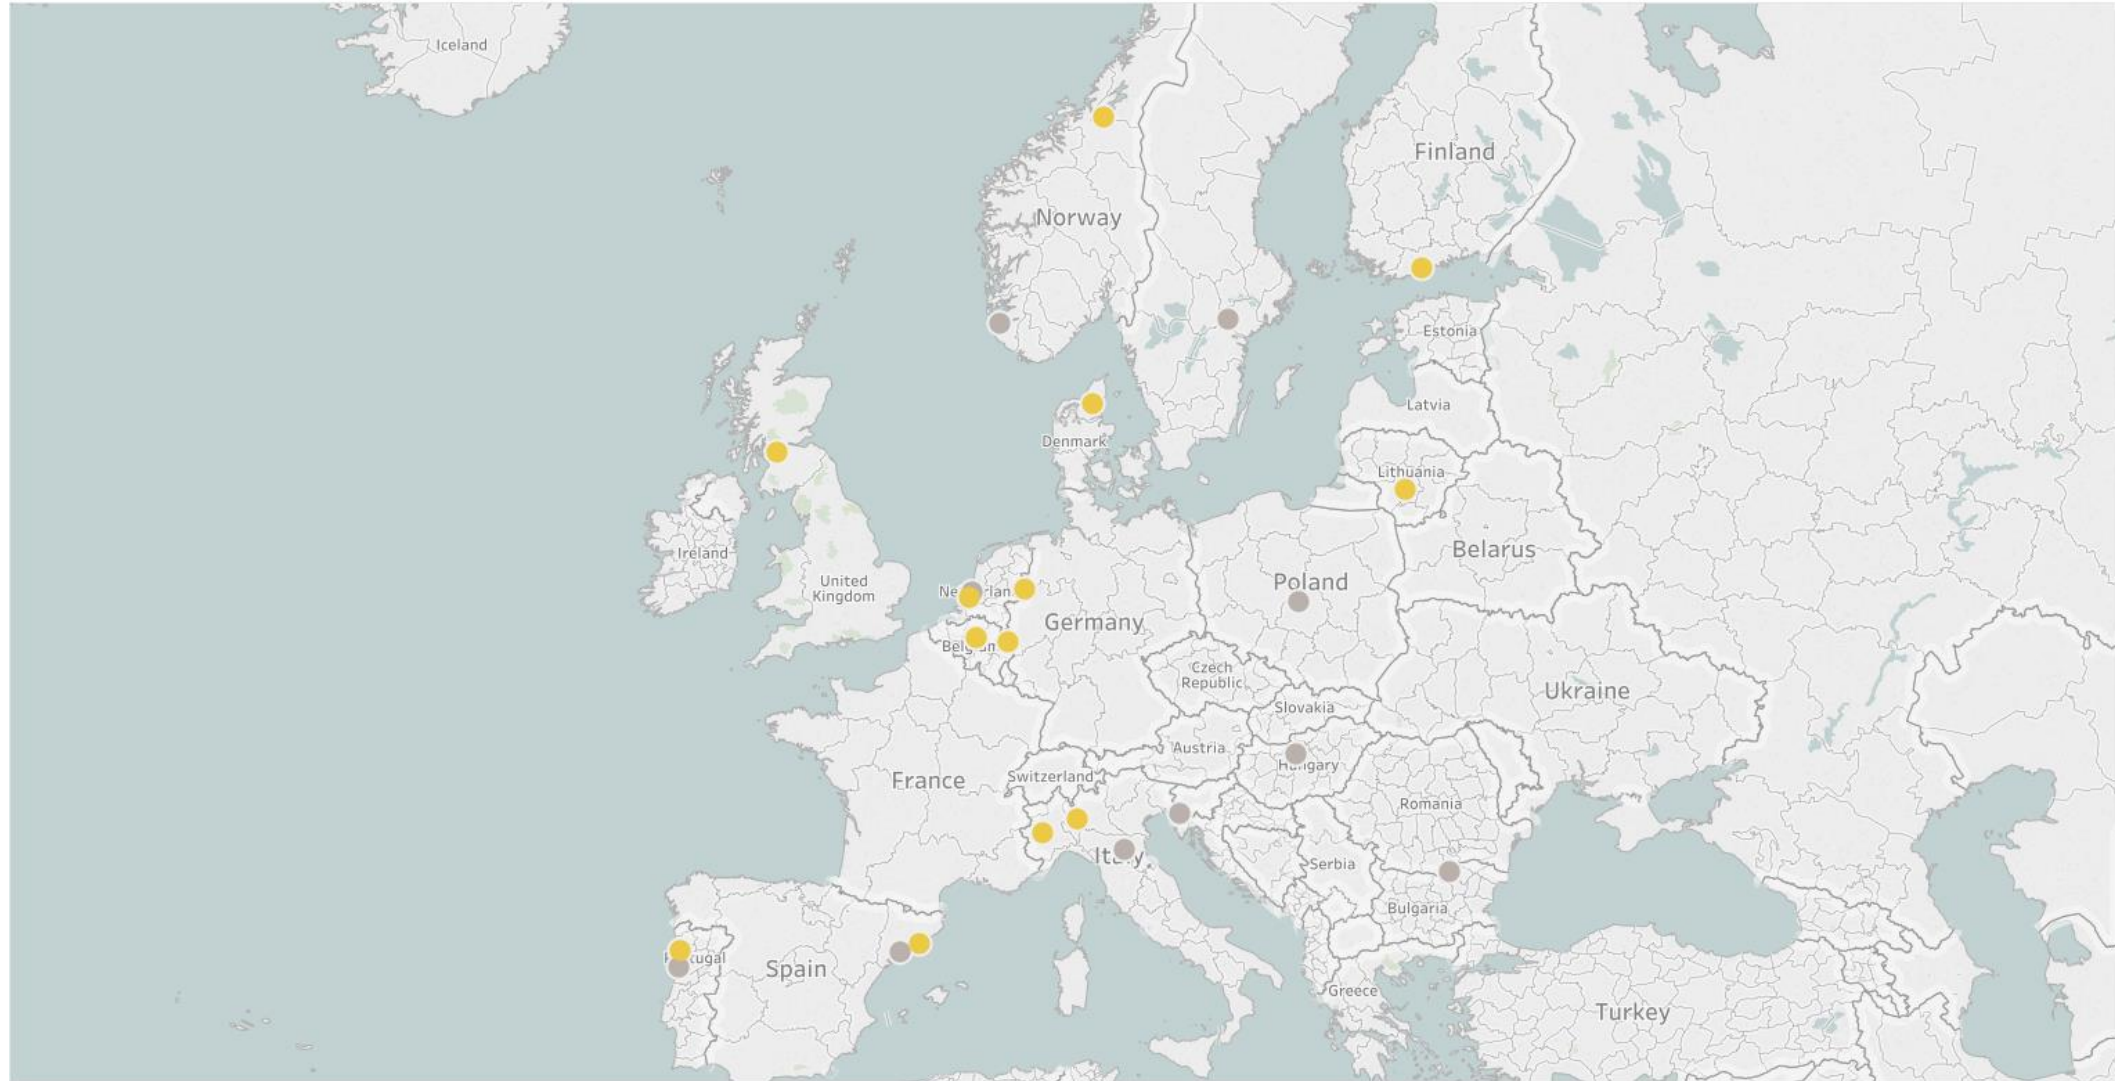 Iceland
Finland
Norway
Estonia
Latvia
Denmark
Lithuania
Ireland
Belarus
United
Kingdom
Poland
Germany
Czech
Republic
Ukraine
Slovakia
Austria
Switzerland
France
Romania
Serbia
Bulgaria
Spain
Greece
Turkey